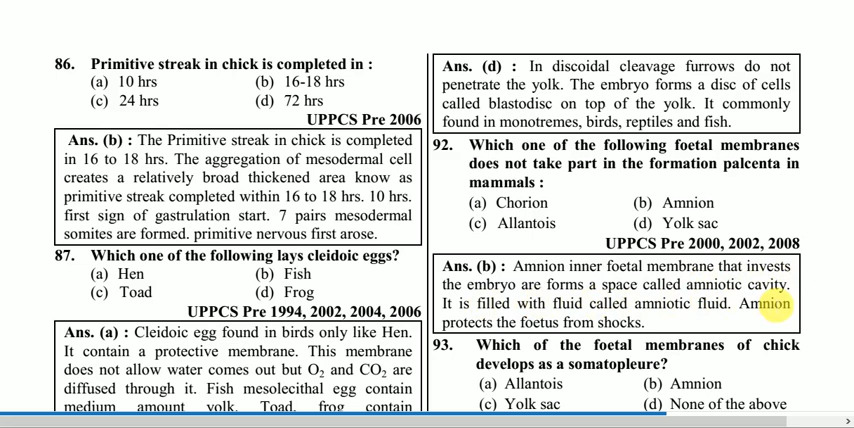 86. Primitive streak in chick is completed in :
(a) 10 hrs (b) 16-18 hrs
(c) 24 hrs (d) 72 hrs
UPPCS Pre 2006
Ans. (b) : The Primitive streak in chick is completed
in 16 to 18 hrs. The aggregation of mesodermal cell
creates a relatively broad thickened area know as
primitive streak completed within 16 to 18 hrs. 10 hrs.
first sign of gastrulation start. 7 pairs mesodermal
somites are formed. primitive nervous first arose.
87. Which one of the following lays cleidoic eggs?
(a) Hen (b) Fish
(c) Toad (d) Frog
UPPCS Pre 1994, 2002, 2004, 2006
Ans. (a) : Cleidoic egg found in birds only like Hen.
It contain a protective membrane. This membrane
does not allow water comes out but O₂ and CO₂ are
diffused through it. Fish mesolecithal egg contain
medium amount yolk. Toad, frog contain
Ans. (d) : In discoidal cleavage furrows do not
penetrate the yolk. The embryo forms a disc of cells
called blastodisc on top of the yolk. It commonly
found in monotremes, birds, reptiles and fish.
92. Which one of the following foetal membranes
does not take part in the formation palcenta in
mammals :
(a) Chorion (b) Amnion
(c) Allantois (d) Yolk sac
UPPCS Pre 2000, 2002, 2008
Ans. (b) : Amnion inner foetal membrane that invests
the embryo are forms a space called amniotic cavity.
It is filled with fluid called amniotic fluid. Amnion
protects the foetus from shocks.
93. Which of the foetal membranes of chick
develops as a somatopleure?
(a) Allantois (b) Amnion
(c) Yolk sac (d) None of the above